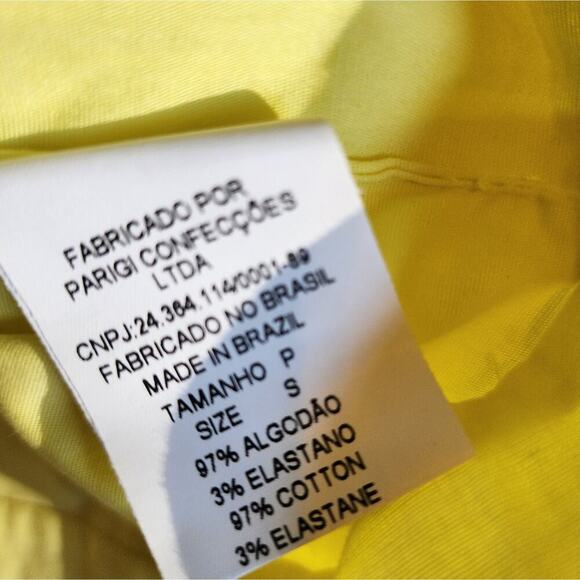 FABRICADO POR
PARIGI CONFECÇÕES
LTDA
CNPJ:24.364.114/0001-89
FABRICADO NO BRASIL
MADE IN BRAZIL
TAMANHO P
SIZE S
97% ALGODÃO
3% ELASTANO
97% COTTON
3% ELASTANE